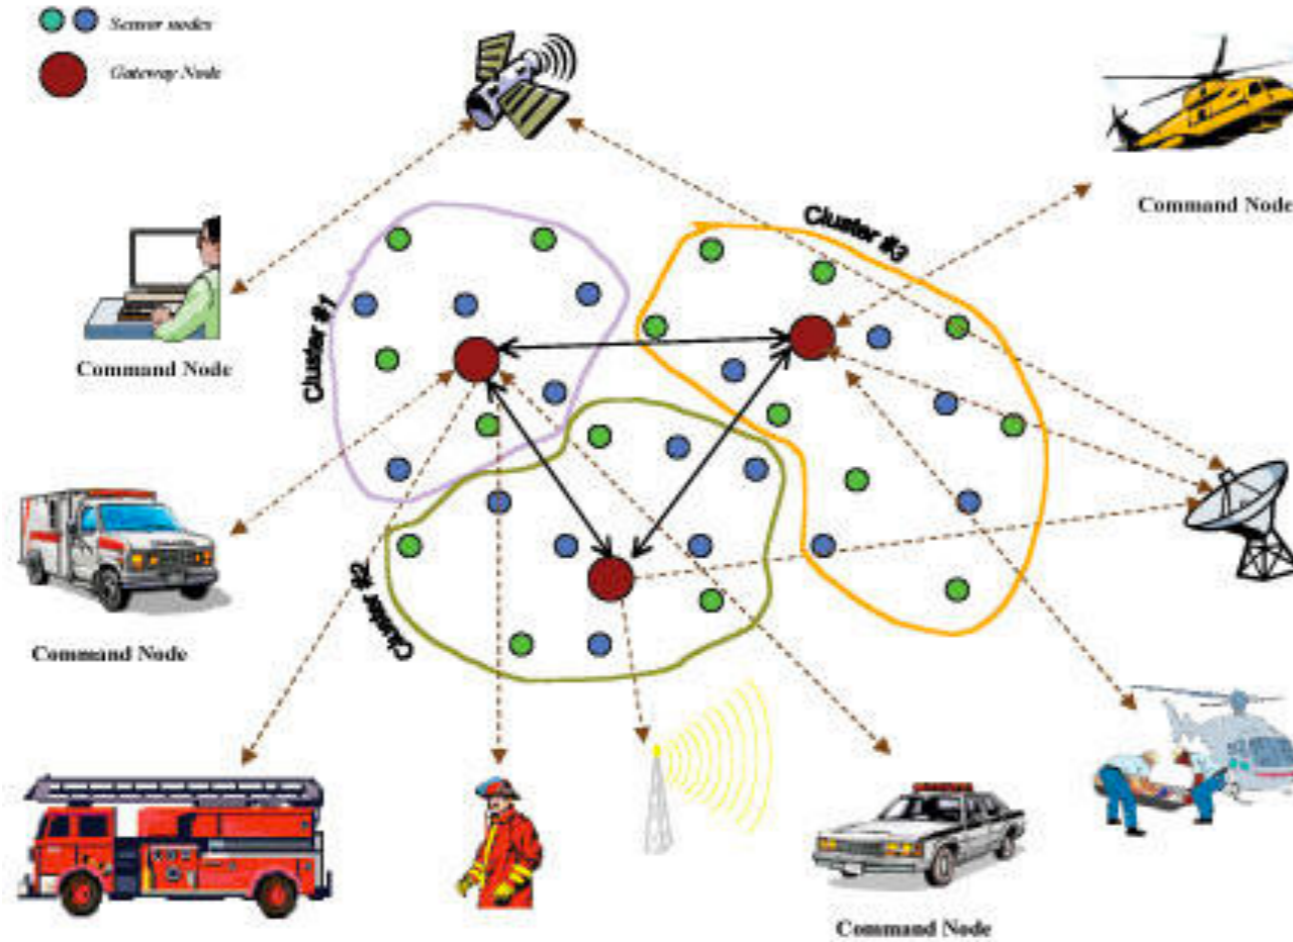 Sensor nodes
Gateway Node
Command Node
Cluster #3
Cluster #1
Command Node
Cluster #2
Command Node
Command Node